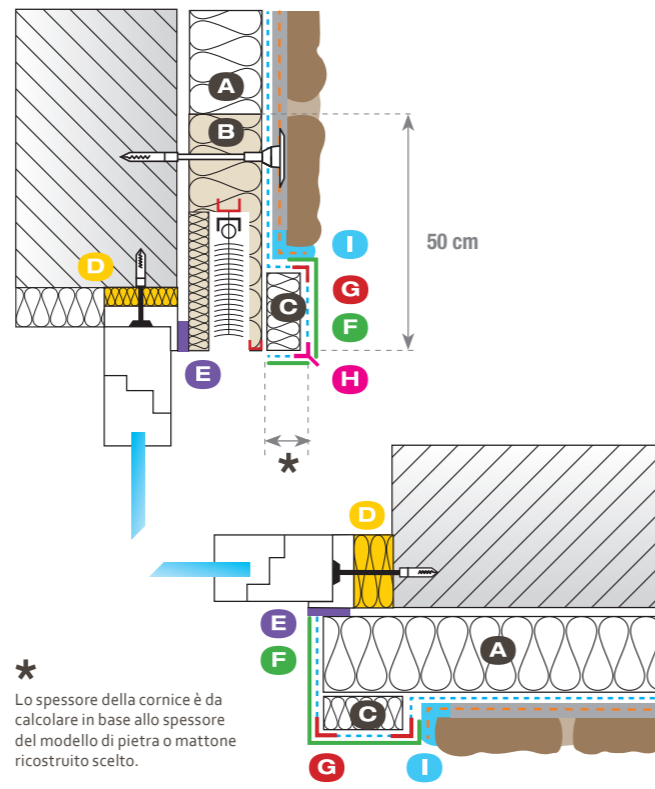 A
B
50 cm
D
I
C
G
F
E
H
*
D
E
F
A
*
Lo spessore della cornice è da
calcolare in base allo spessore
del modello di pietra o mattone
ricostruito scelto.
C
G
I